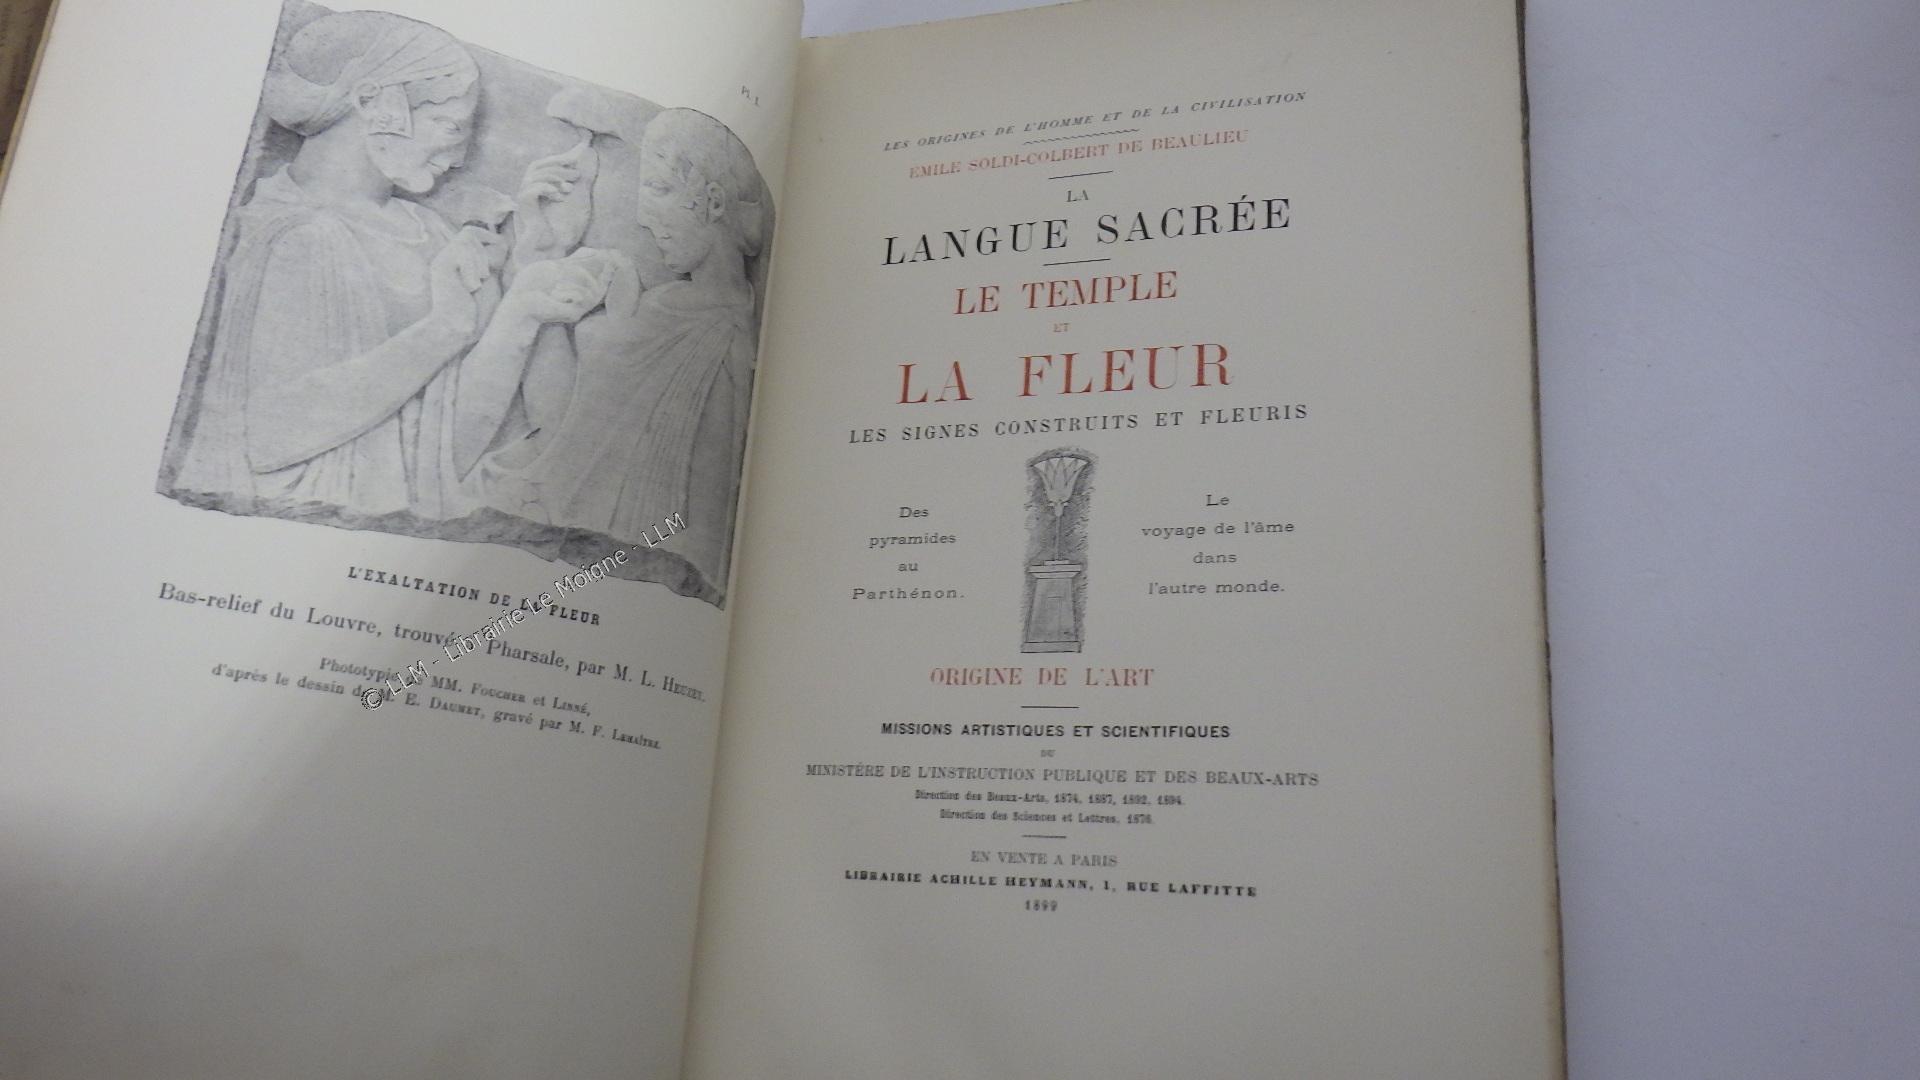 Pl. I.
L'EXALTATION DE LA FLEUR
Bas-relief du Louvre, trouvé à Pharsale, par M. L. HEUZEY.
Phototypie de MM. FOUCHER et LINNÉ,
d'après le dessin de M. E. DAUMET, gravé par M. F. LEMAÎTRE.
© LLM - Librairie Le Moigne - LLM
LES ORIGINES DE L'HOMME ET DE LA CIVILISATION
EMILE SOLDI-COLBERT DE BEAULIEU
LA
LANGUE SACRÉE
LE TEMPLE
ET
LA FLEUR
LES SIGNES CONSTRUITS ET FLEURIS
Des
pyramides
au
Parthénon.
Le
voyage de l'âme
dans
l'autre monde.
ORIGINE DE L'ART
MISSIONS ARTISTIQUES ET SCIENTIFIQUES
DU
MINISTÈRE DE L'INSTRUCTION PUBLIQUE ET DES BEAUX-ARTS
Direction des Beaux-Arts, 1874, 1887, 1892, 1894.
Direction des Sciences et Lettres, 1876.
EN VENTE A PARIS
LIBRAIRIE ACHILLE HEYMANN, 1, RUE LAFFITTE
1899